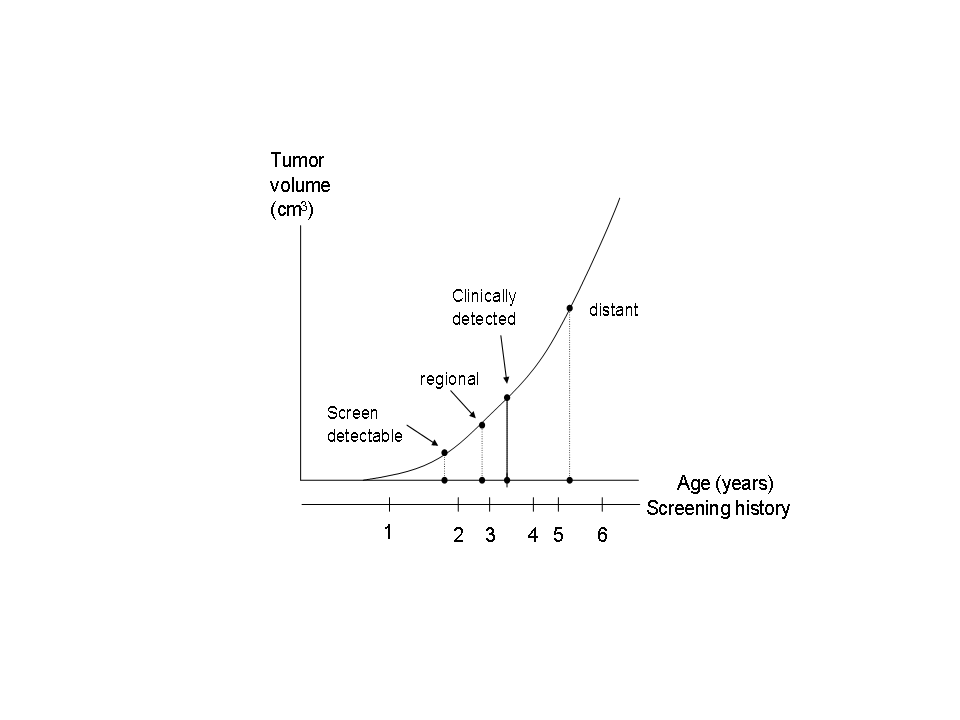 Tumor
volume
(cm3)
Clinically
detected
distant
regional
Screen
detectable
Age (years)
Screening history
1 2 3 4 5 6